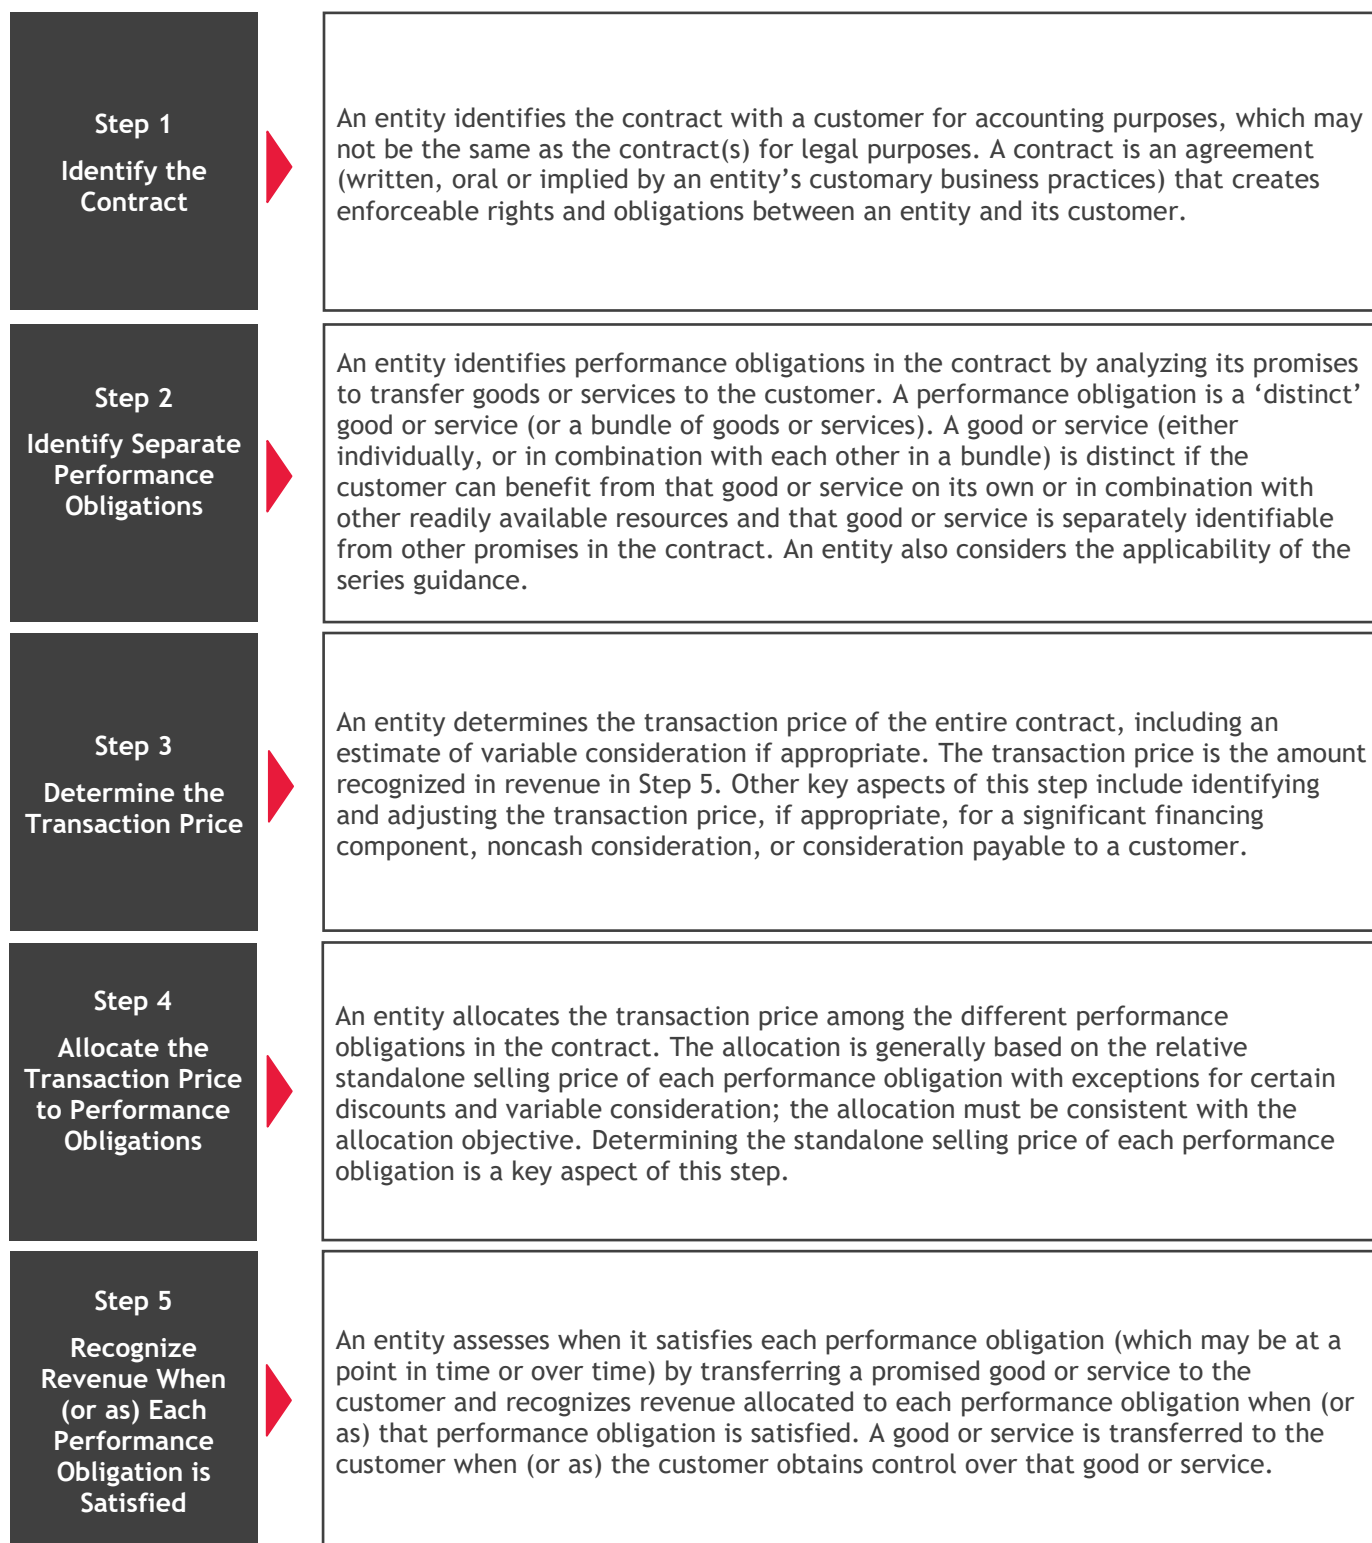 Step 1
Identify the
Contract
An entity identifies the contract with a customer for accounting purposes, which may
not be the same as the contract(s) for legal purposes. A contract is an agreement
(written, oral or implied by an entity’s customary business practices) that creates
enforceable rights and obligations between an entity and its customer.
Step 2
Identify Separate
Performance
Obligations
An entity identifies performance obligations in the contract by analyzing its promises
to transfer goods or services to the customer. A performance obligation is a ‘distinct’
good or service (or a bundle of goods or services). A good or service (either
individually, or in combination with each other in a bundle) is distinct if the
customer can benefit from that good or service on its own or in combination with
other readily available resources and that good or service is separately identifiable
from other promises in the contract. An entity also considers the applicability of the
series guidance.
Step 3
Determine the
Transaction Price
An entity determines the transaction price of the entire contract, including an
estimate of variable consideration if appropriate. The transaction price is the amount
recognized in revenue in Step 5. Other key aspects of this step include identifying
and adjusting the transaction price, if appropriate, for a significant financing
component, noncash consideration, or consideration payable to a customer.
Step 4
Allocate the
Transaction Price
to Performance
Obligations
An entity allocates the transaction price among the different performance
obligations in the contract. The allocation is generally based on the relative
standalone selling price of each performance obligation with exceptions for certain
discounts and variable consideration; the allocation must be consistent with the
allocation objective. Determining the standalone selling price of each performance
obligation is a key aspect of this step.
Step 5
Recognize
Revenue When
(or as) Each
Performance
Obligation is
Satisfied
An entity assesses when it satisfies each performance obligation (which may be at a
point in time or over time) by transferring a promised good or service to the
customer and recognizes revenue allocated to each performance obligation when (or
as) that performance obligation is satisfied. A good or service is transferred to the
customer when (or as) the customer obtains control over that good or service.